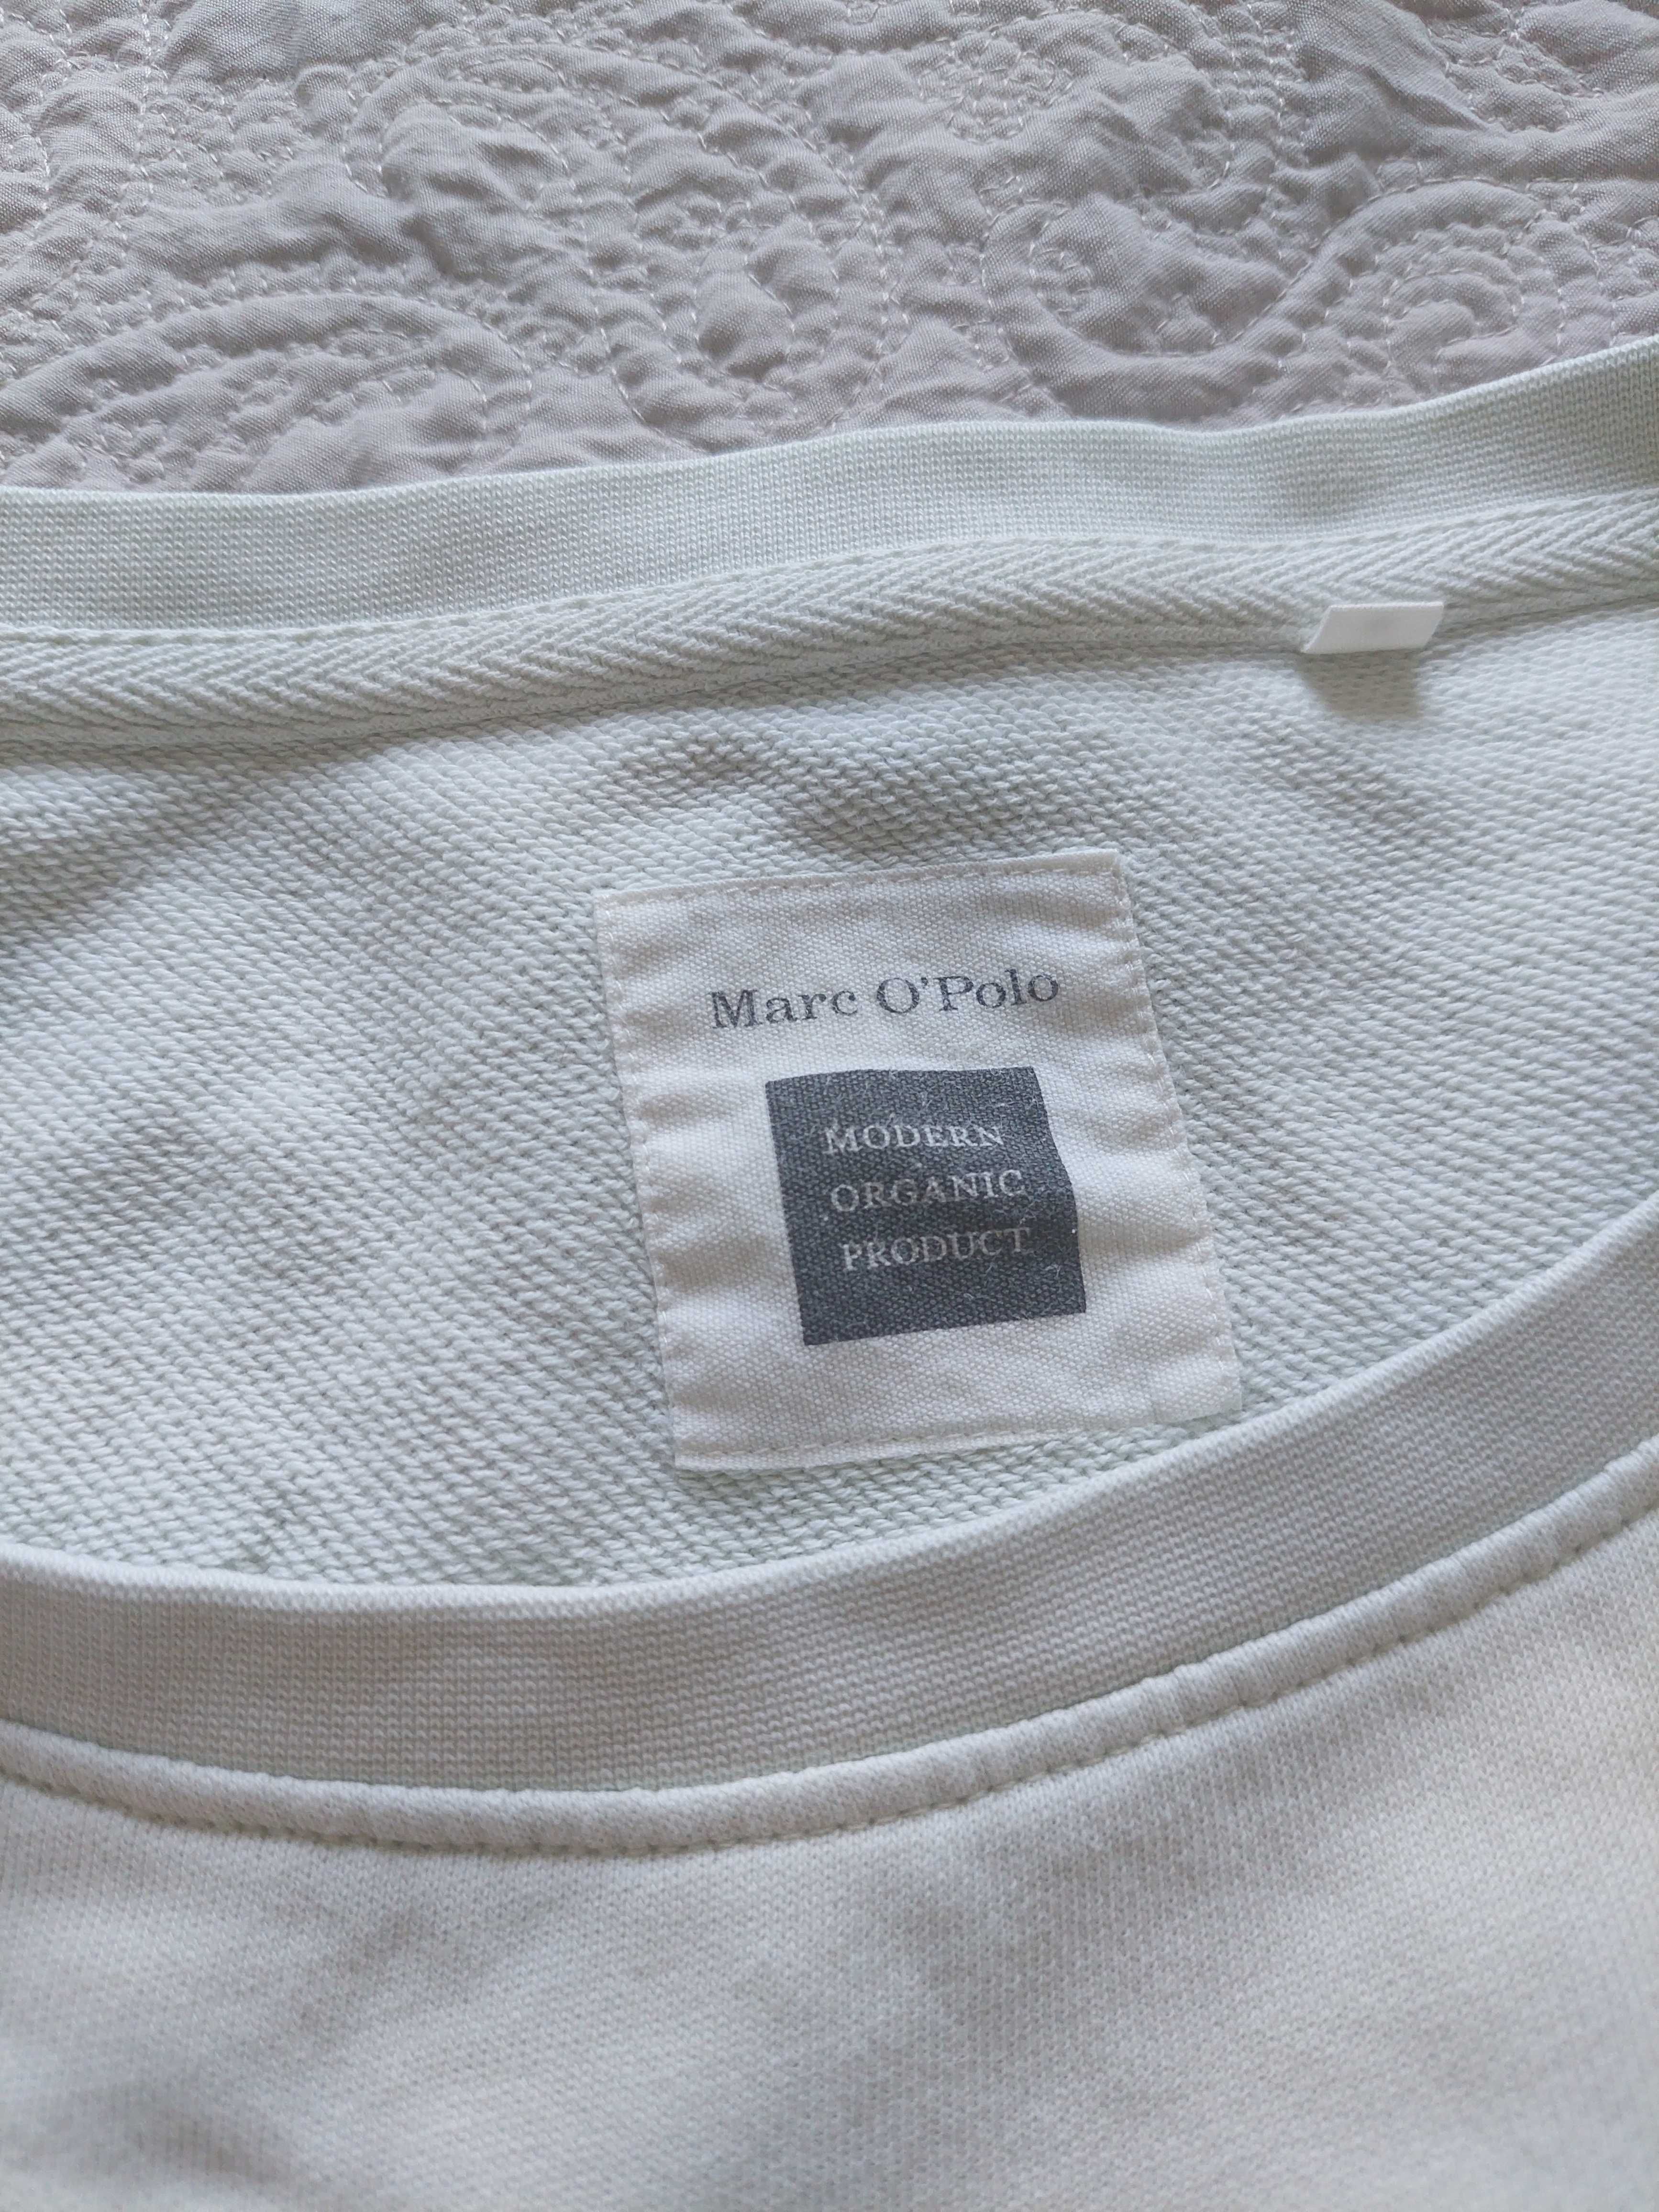 Marc O'Polo
MODERN
ORGANIC
PRODUCT